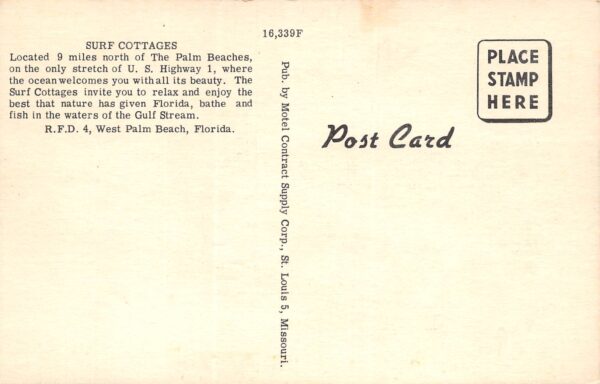 16,339F
SURF COTTAGES
Located 9 miles north of The Palm Beaches,
on the only stretch of U. S. Highway 1, where
the ocean welcomes you with all its beauty. The
Surf Cottages invite you to relax and enjoy the
best that nature has given Florida, bathe and
fish in the waters of the Gulf Stream.
R.F.D. 4, West Palm Beach, Florida.
Pub. by Motel Contract Supply Corp., St. Louis 5, Missouri.
Post Card
PLACE
STAMP
HERE